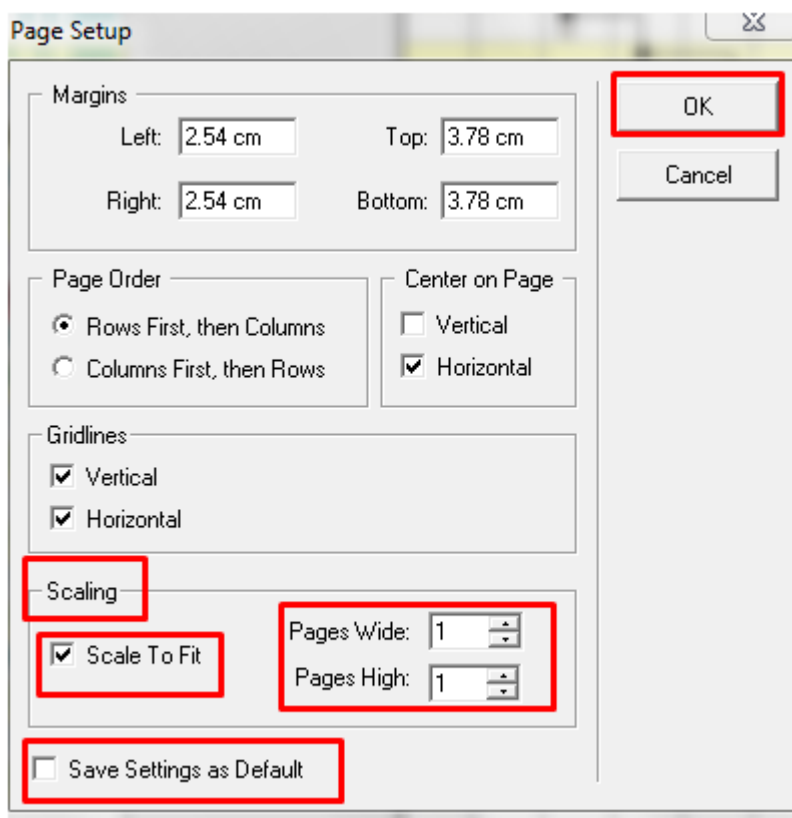 Page Setup
Margins
Left: 2.54 cm Top: 3.78 cm
Right: 2.54 cm Bottom: 3.78 cm
Page Order
Rows First, then Columns
Columns First, then Rows
Center on Page
Vertical
Horizontal
Gridlines
Vertical
Horizontal
Scaling
Scale To Fit
Pages Wide: 1
Pages High: 1
Save Settings as Default
OK
Cancel